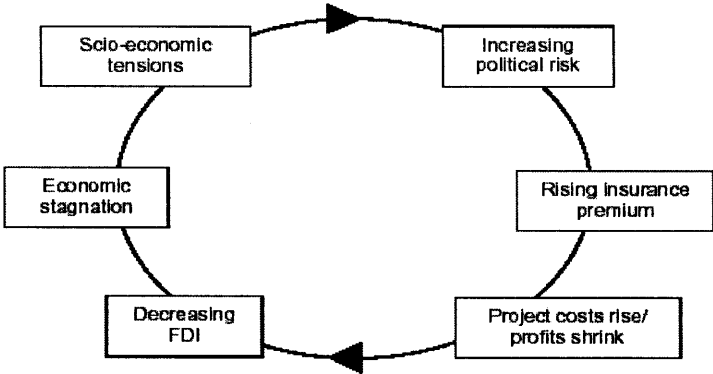 Scio-economic
tensions
Increasing
political risk
Rising insurance
premium
Project costs rise/
profits shrink
Decreasing
FDI
Economic
stagnation